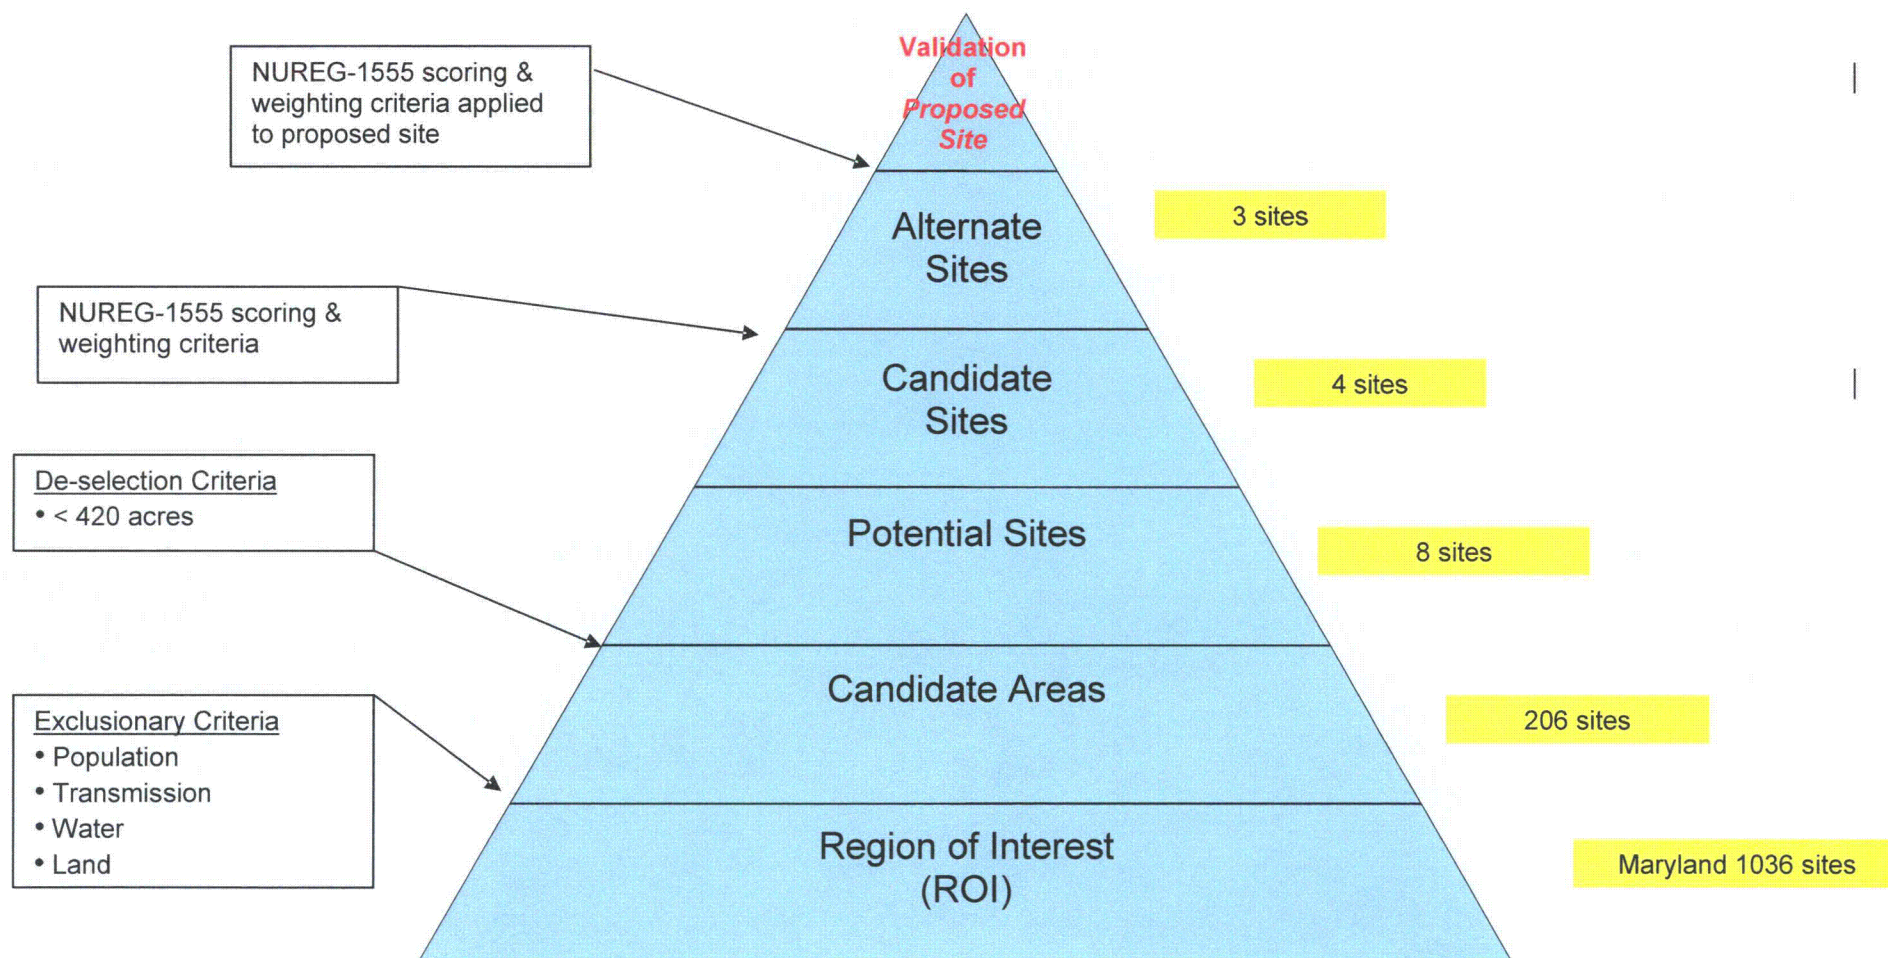 Validation
of
Proposed
Site
NUREG-1555 scoring &
weighting criteria applied
to proposed site
Alternate
Sites
3 sites
NUREG-1555 scoring &
weighting criteria
Candidate
Sites
4 sites
De-selection Criteria
• < 420 acres
Potential Sites
8 sites
Candidate Areas
206 sites
Exclusionary Criteria
• Population
• Transmission
• Water
• Land
Region of Interest
(ROI)
Maryland 1036 sites